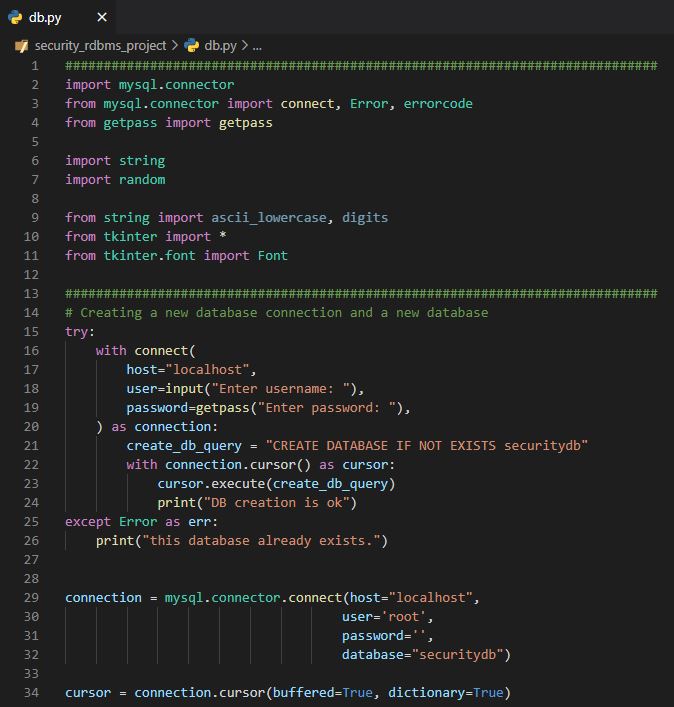 db.py ×
security_rdbms_project > db.py > ...
1 #############################################################################
2 import mysql.connector
3 from mysql.connector import connect, Error, errorcode
4 from getpass import getpass
5
6 import string
7 import random
8
9 from string import ascii_lowercase, digits
10 from tkinter import *
11 from tkinter.font import Font
12
13 #############################################################################
14 # Creating a new database connection and a new database
15 try:
16     with connect(
17         host="localhost",
18         user=input("Enter username: "),
19         password=getpass("Enter password: "),
20     ) as connection:
21         create_db_query = "CREATE DATABASE IF NOT EXISTS securitydb"
22         with connection.cursor() as cursor:
23             cursor.execute(create_db_query)
24             print("DB creation is ok")
25 except Error as err:
26     print("this database already exists.")
27
28
29 connection = mysql.connector.connect(host="localhost",
30                                     user='root',
31                                     password='',
32                                     database="securitydb")
33
34 cursor = connection.cursor(buffered=True, dictionary=True)